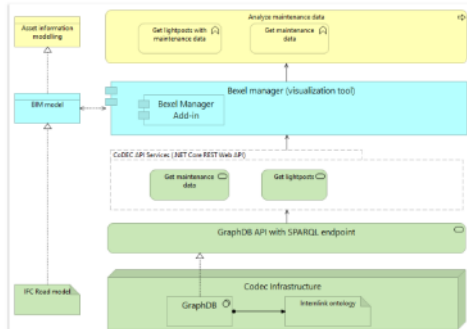 Analyze maintenance data
Asset information
modelling
Get lightposts with
maintenance data
Get maintenance
data
BIM model
Bexel manager (visualization tool)
Bexel Manager
Add-in
CoDEC API Services (.NET Core REST Web API)
Get maintenance
data
Get lightposts
GraphDB API with SPARQL endpoint
Codec Infrastructure
IFC Road model
GraphDB
Interlink ontology